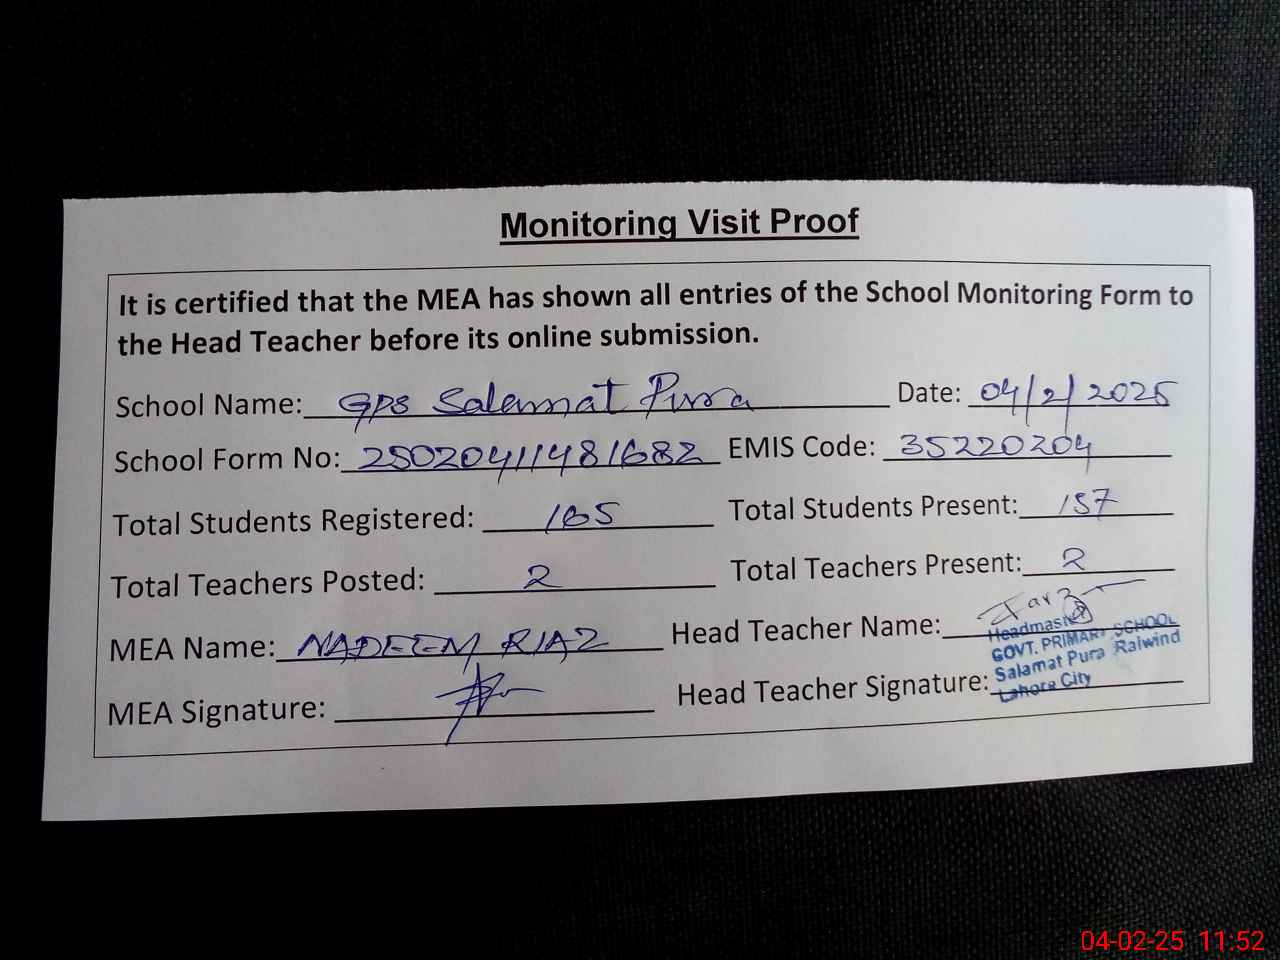 Monitoring Visit Proof
It is certified that the MEA has shown all entries of the School Monitoring Form to
the Head Teacher before its online submission.
School Name: GPS Salammat Pura Date: 04/2/2025
School Form No: 25020411481682 EMIS Code: 35220204
Total Students Registered: 165 Total Students Present: 157
Total Teachers Posted: 2 Total Teachers Present: 2
MEA Name: NADEEM RIAZ Head Teacher Name:
Headmaster
GOVT. PRIMARY SCHOOL
Salamat Pura Raiwind
Lahore City
MEA Signature: Head Teacher Signature:
04-02-25 11:52